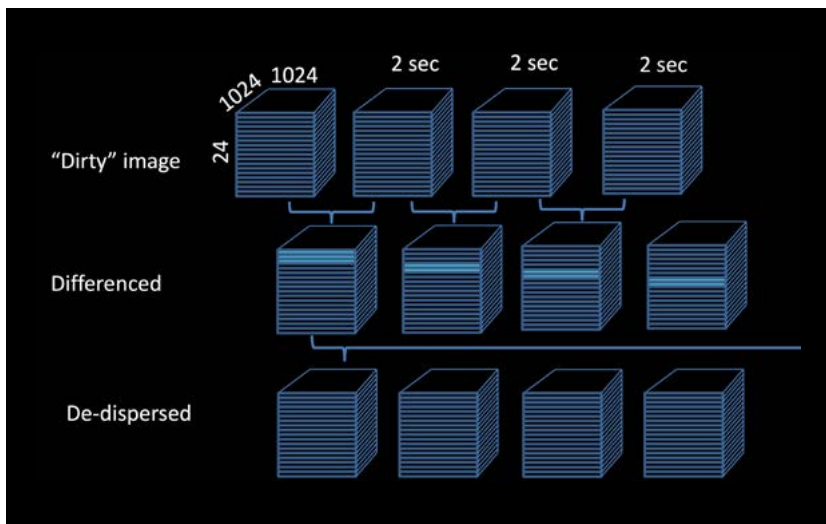 1024
1024
2 sec
2 sec
2 sec
24
“Dirty” image
Differenced
De-dispersed